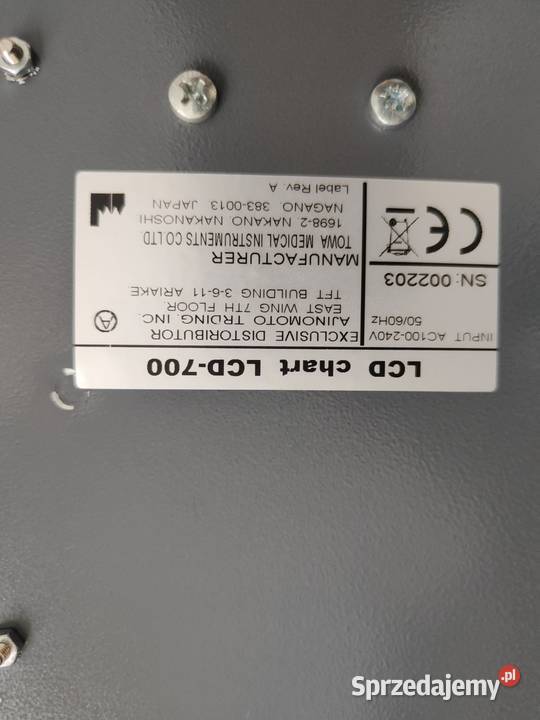 LCD chart LCD-700
INPUT AC100-240V
50/60Hz
SN: 002203
CE
EXCLUSIVE DISTRIBUTOR
AJINOMOTO TRDING, INC.
EAST WING 7TH FLOOR.
TFT BUILDING 3-6-11 ARIAKE
A
MANUFACTURER
TOWA MEDICAL INSTRUMENTS CO LTD.
1698-2. NAKANO NAKANOSHI
NAGANO 383-0013 JAPAN
Label Rev. A
Sprzedajemy.pl